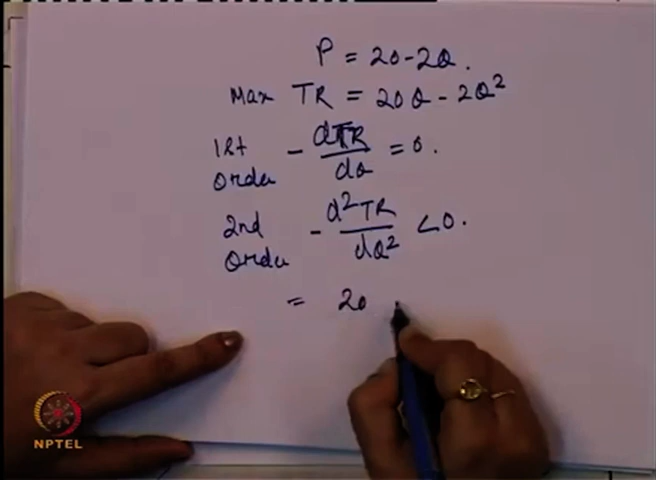 P = 20-2Q.
Max TR = 20Q - 2Q²
1st - dTR/dQ = 0.
Order
2nd - d²TR/dQ² < 0.
Order
= 20
NPTEL